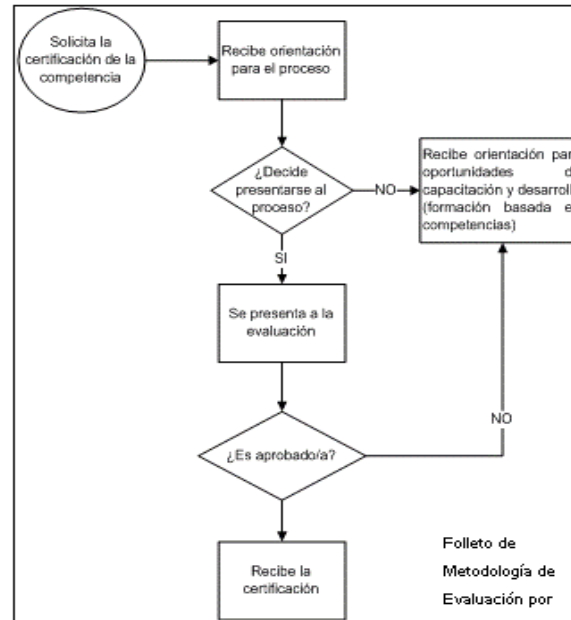 Solicita la
certificación de la
competencia
Recibe orientación
para el proceso
¿Decide
presentarse al
proceso?
NO
Recibe orientación par
oportunidades d
capacitación y desarroll
(formación basada e
competencias)
SI
Se presenta a la
evaluación
NO
¿Es aprobado/a?
Recibe la
certificación
Folleto de
Metodología de
Evaluación por